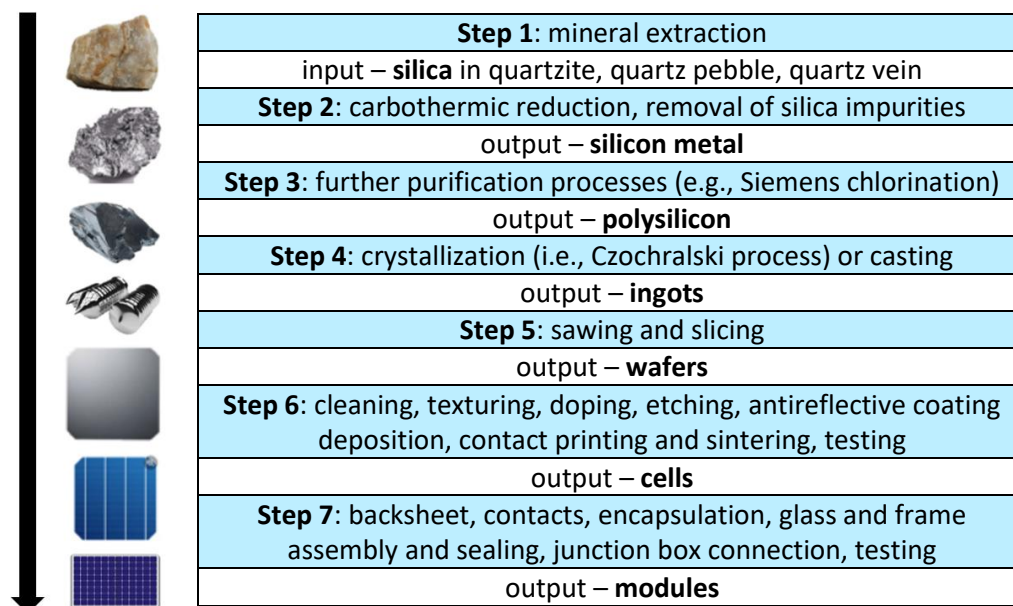 Step 1: mineral extraction
input – silica in quartzite, quartz pebble, quartz vein
Step 2: carbothermic reduction, removal of silica impurities
output – silicon metal
Step 3: further purification processes (e.g., Siemens chlorination)
output – polysilicon
Step 4: crystallization (i.e., Czochralski process) or casting
output – ingots
Step 5: sawing and slicing
output – wafers
Step 6: cleaning, texturing, doping, etching, antireflective coating
deposition, contact printing and sintering, testing
output – cells
Step 7: backsheet, contacts, encapsulation, glass and frame
assembly and sealing, junction box connection, testing
output – modules